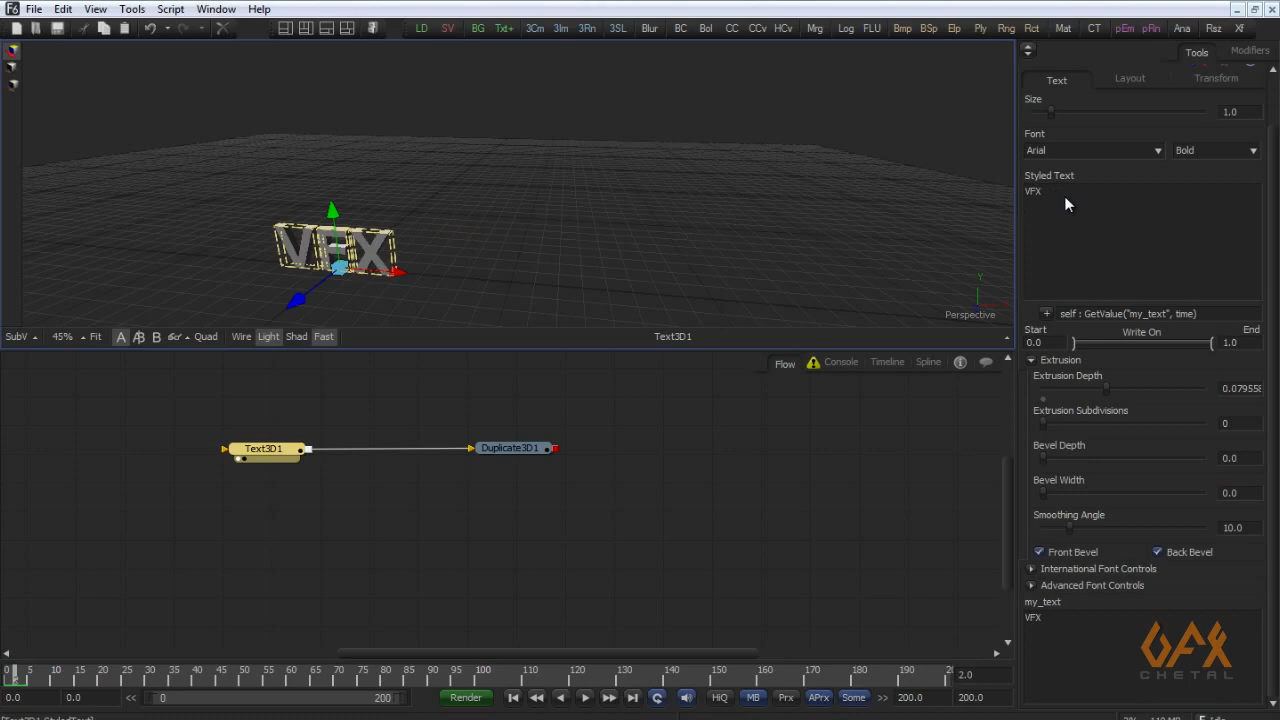 File Edit View Tools Script Settings Window Help
LD SV BG Txt+ 3Cm 3Im 3Rn 3SL Blur BC Bol CC CCv HCv Mrg Log FLU Bmp BSp Elp Ply Rng Rct Mat CT pEm pRn Ana Rsz Xf
Tools Modifiers
Text Layout Transform
Size
1.0
Font
Arial Bold
Styled Text
VFX
VFX
Y
Perspective
SubV 45% Fit A B Quad Wire Light Shad Fast Text3D1
self : GetValue("my_text", time)
Start Write On End
0.0 1.0
Flow Console Timeline Spline
Extrusion
Extrusion Depth
Extrusion Subdivisions
0
Bevel Depth
0.0
Bevel Width
0.0
Smoothing Angle
10.0
Front Bevel Back Bevel
International Font Controls
Advanced Font Controls
my_text
VFX
Text3D1 Duplicate3D1
VFX
CHETAL
0 5 10 15 20 25 30 35 40 45 50 55 60 65 70 75 80 85 90 95 100 110 120 130 140 150 160 170 180 190 2.0
0.0 0.0 << 0 200 Render HiQ MB Prx APrx Some >> 200.0 200.0